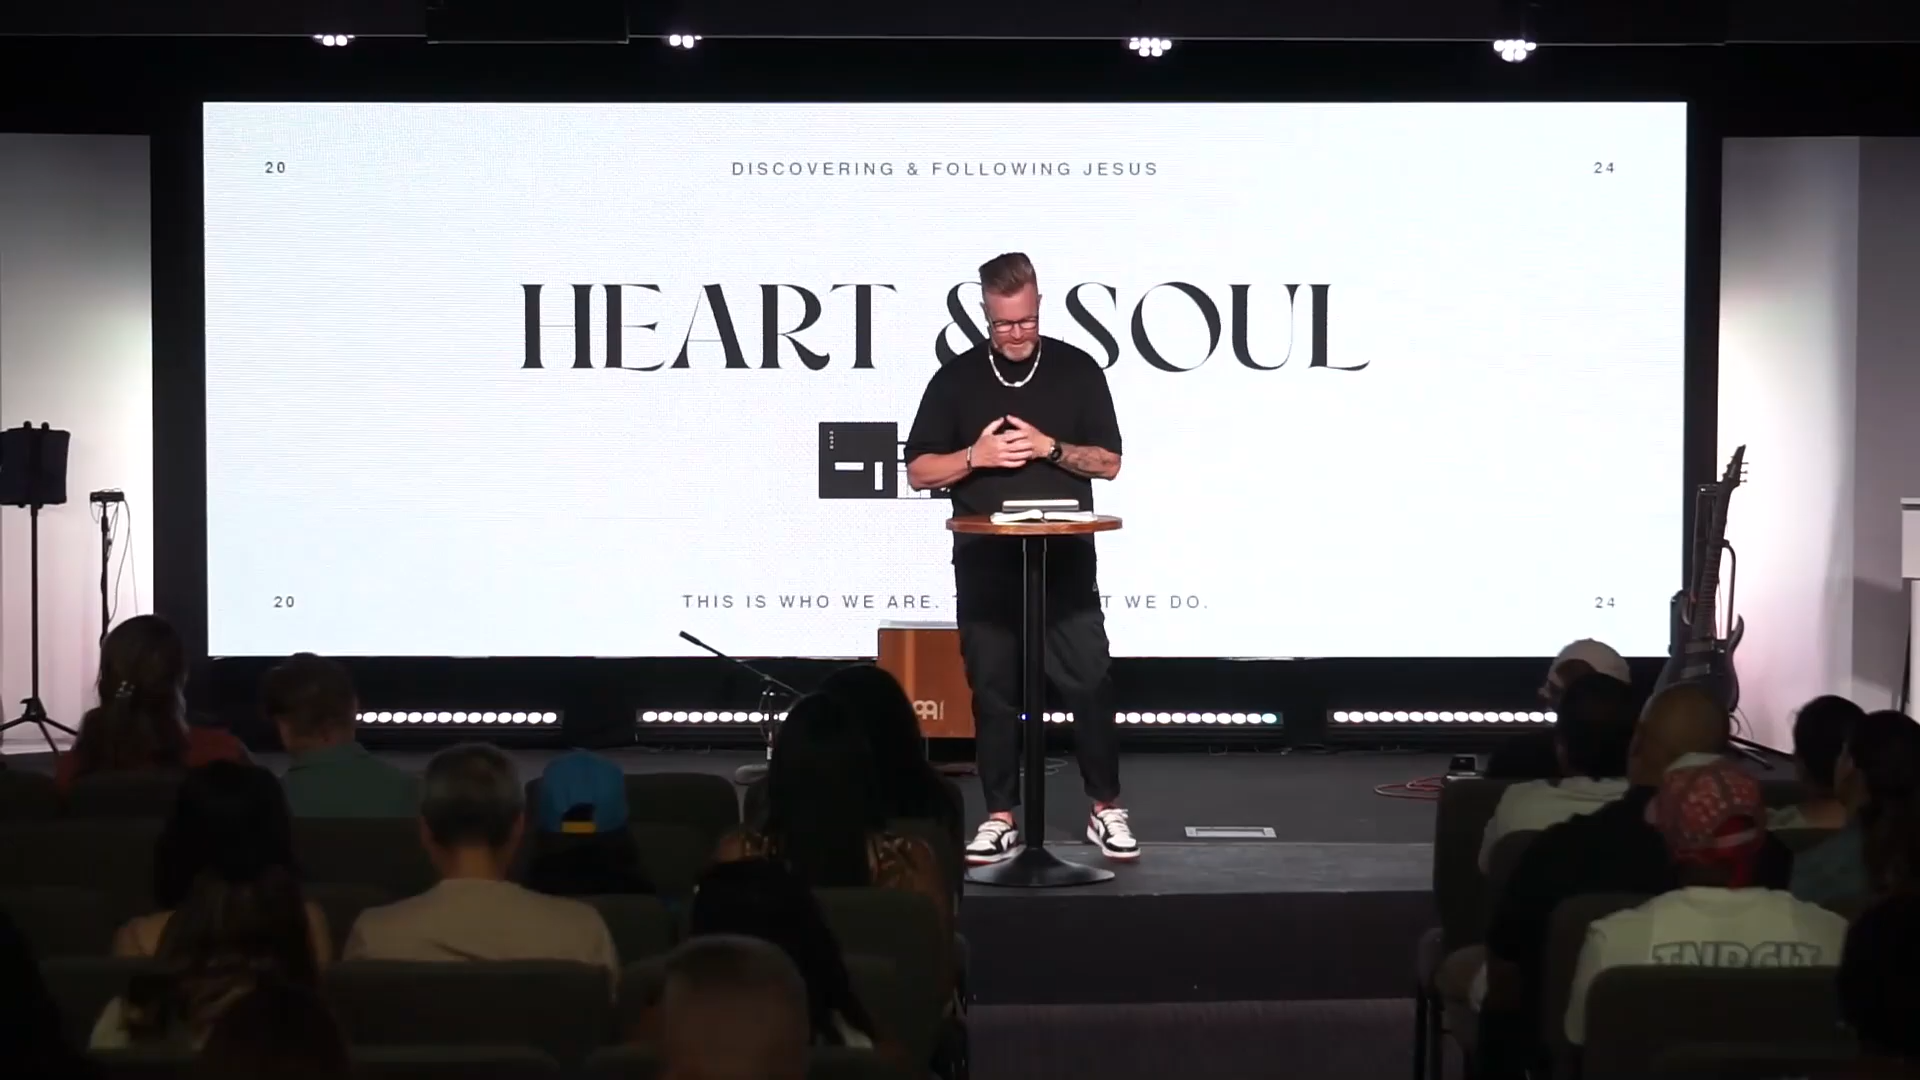 20 DISCOVERING & FOLLOWING JESUS 24
HEART & SOUL
20 THIS IS WHO WE ARE. T WE DO. 24